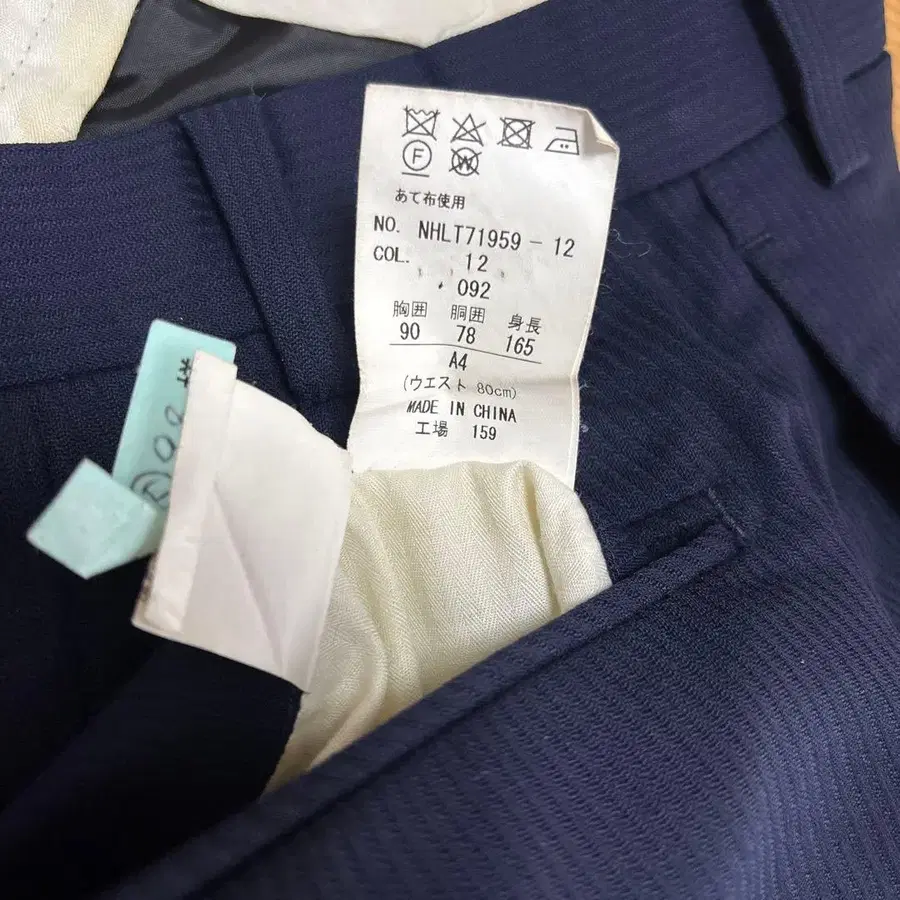 F W
あて布使用
NO. NHLT71959 - 12
COL. 12
092
胸囲 胴囲 身長
90 78 165
A4
(ウエスト 80cm)
MADE IN CHINA
工場 159